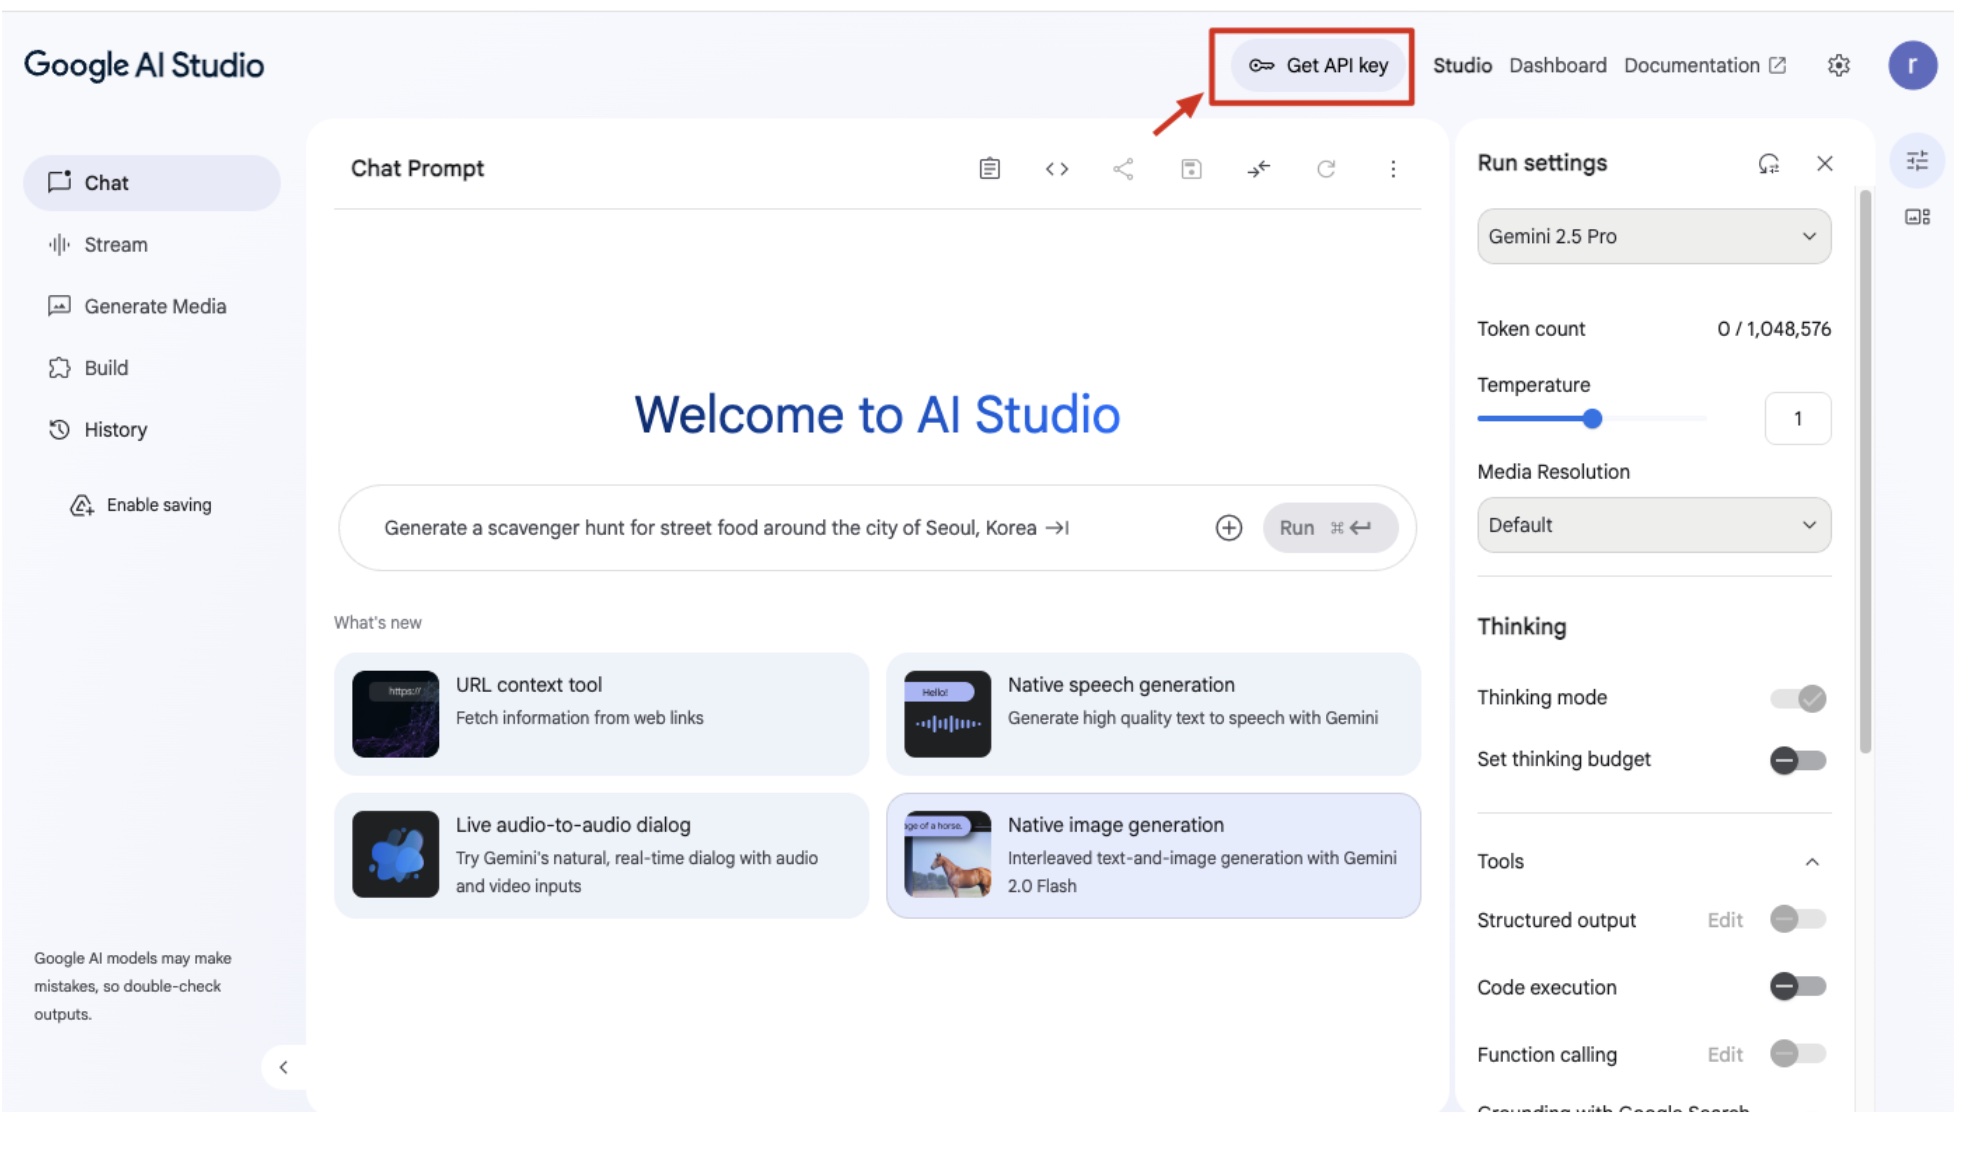 Google AI Studio
Get API key
Studio
Dashboard
Documentation
r
Chat
Stream
Generate Media
Build
History
Enable saving
Google AI models may make
mistakes, so double-check
outputs.
Chat Prompt
Welcome to AI Studio
Generate a scavenger hunt for street food around the city of Seoul, Korea
Run ⌘
What's new
https://
URL context tool
Fetch information from web links
Hello!
Native speech generation
Generate high quality text to speech with Gemini
Live audio-to-audio dialog
Try Gemini's natural, real-time dialog with audio
and video inputs
age of a horse.
Native image generation
Interleaved text-and-image generation with Gemini
2.0 Flash
Run settings
Gemini 2.5 Pro
Token count 0 / 1,048,576
Temperature
1
Media Resolution
Default
Thinking
Thinking mode
Set thinking budget
Tools
Structured output Edit
Code execution
Function calling Edit
Grounding with Google Search